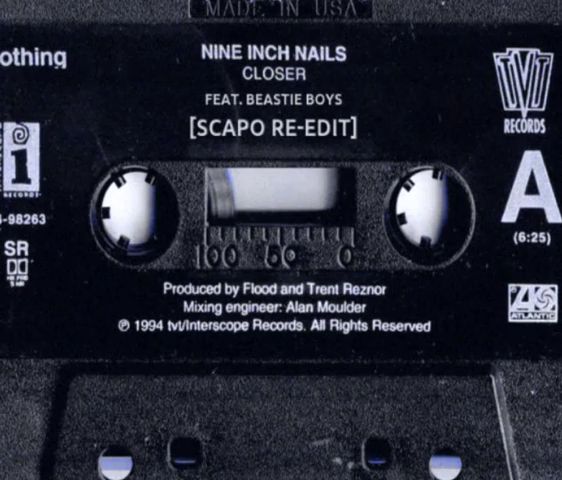 MADE IN USA
othing
NINE INCH NAILS
CLOSER
FEAT. BEASTIE BOYS
[SCAPO RE-EDIT]
TVT
RECORDS
i
RECORDS
-98263
SR
A
(6:25)
100 50 0
Produced by Flood and Trent Reznor
Mixing engineer: Alan Moulder
℗ 1994 tvt/Interscope Records. All Rights Reserved
ATLANTIC